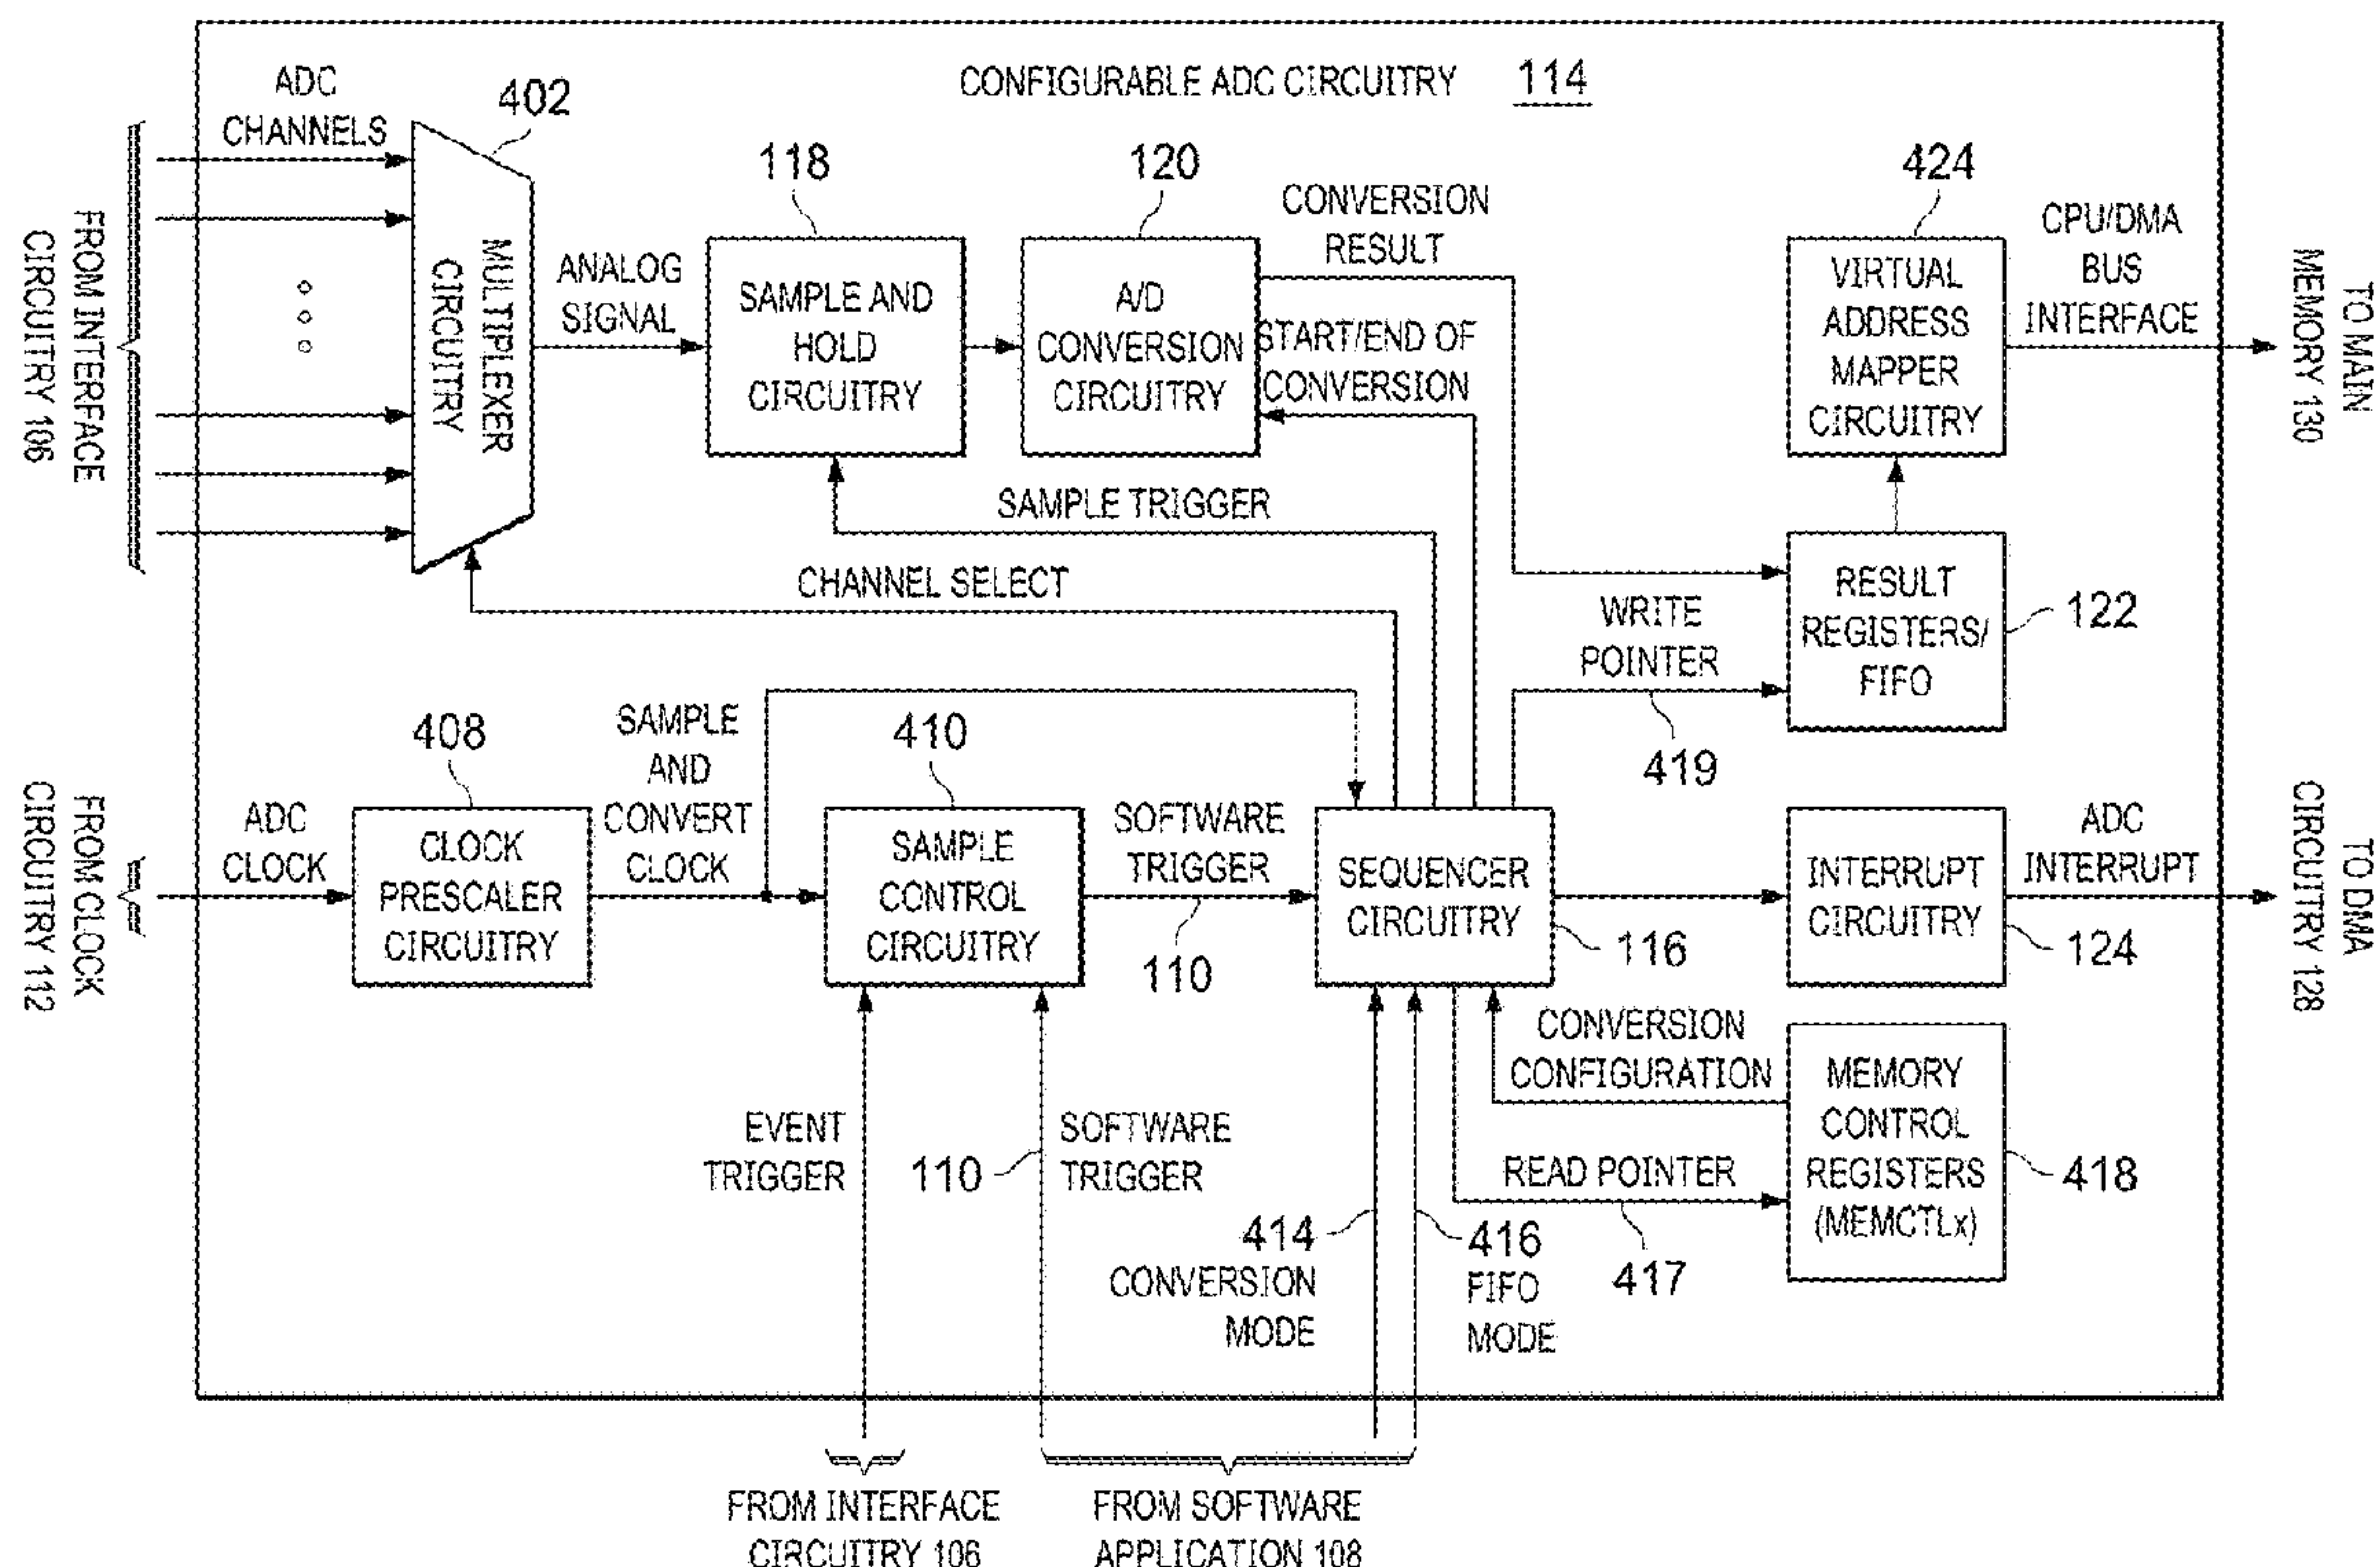 CONFIGURABLE ADC CIRCUITRY 114
ADC
CHANNELS
402
FROM INTERFACE
CIRCUITRY 106
MULTIPLEXER
CIRCUITRY
ANALOG
SIGNAL
118
SAMPLE AND
HOLD
CIRCUITRY
120
A/D
CONVERSION
CIRCUITRY
CONVERSION
RESULT
START/END OF
CONVERSION
424
VIRTUAL
ADDRESS
MAPPER
CIRCUITRY
CPU/DMA
BUS
INTERFACE
TO MAIN
MEMORY 130
SAMPLE TRIGGER
CHANNEL SELECT
WRITE
POINTER
419
RESULT
REGISTERS/
FIFO
122
FROM CLOCK
CIRCUITRY 112
ADC
CLOCK
408
CLOCK
PRESCALER
CIRCUITRY
SAMPLE
AND
CONVERT
CLOCK
410
SAMPLE
CONTROL
CIRCUITRY
SOFTWARE
TRIGGER
110
SEQUENCER
CIRCUITRY
116
INTERRUPT
CIRCUITRY
124
ADC
INTERRUPT
TO DMA
CIRCUITRY 128
EVENT
TRIGGER
110
SOFTWARE
TRIGGER
414
CONVERSION
MODE
416
FIFO
MODE
CONVERSION
CONFIGURATION
READ POINTER
417
MEMORY
CONTROL
REGISTERS
(MEMCTLx)
418
FROM INTERFACE
CIRCUITRY 106
FROM SOFTWARE
APPLICATION 108